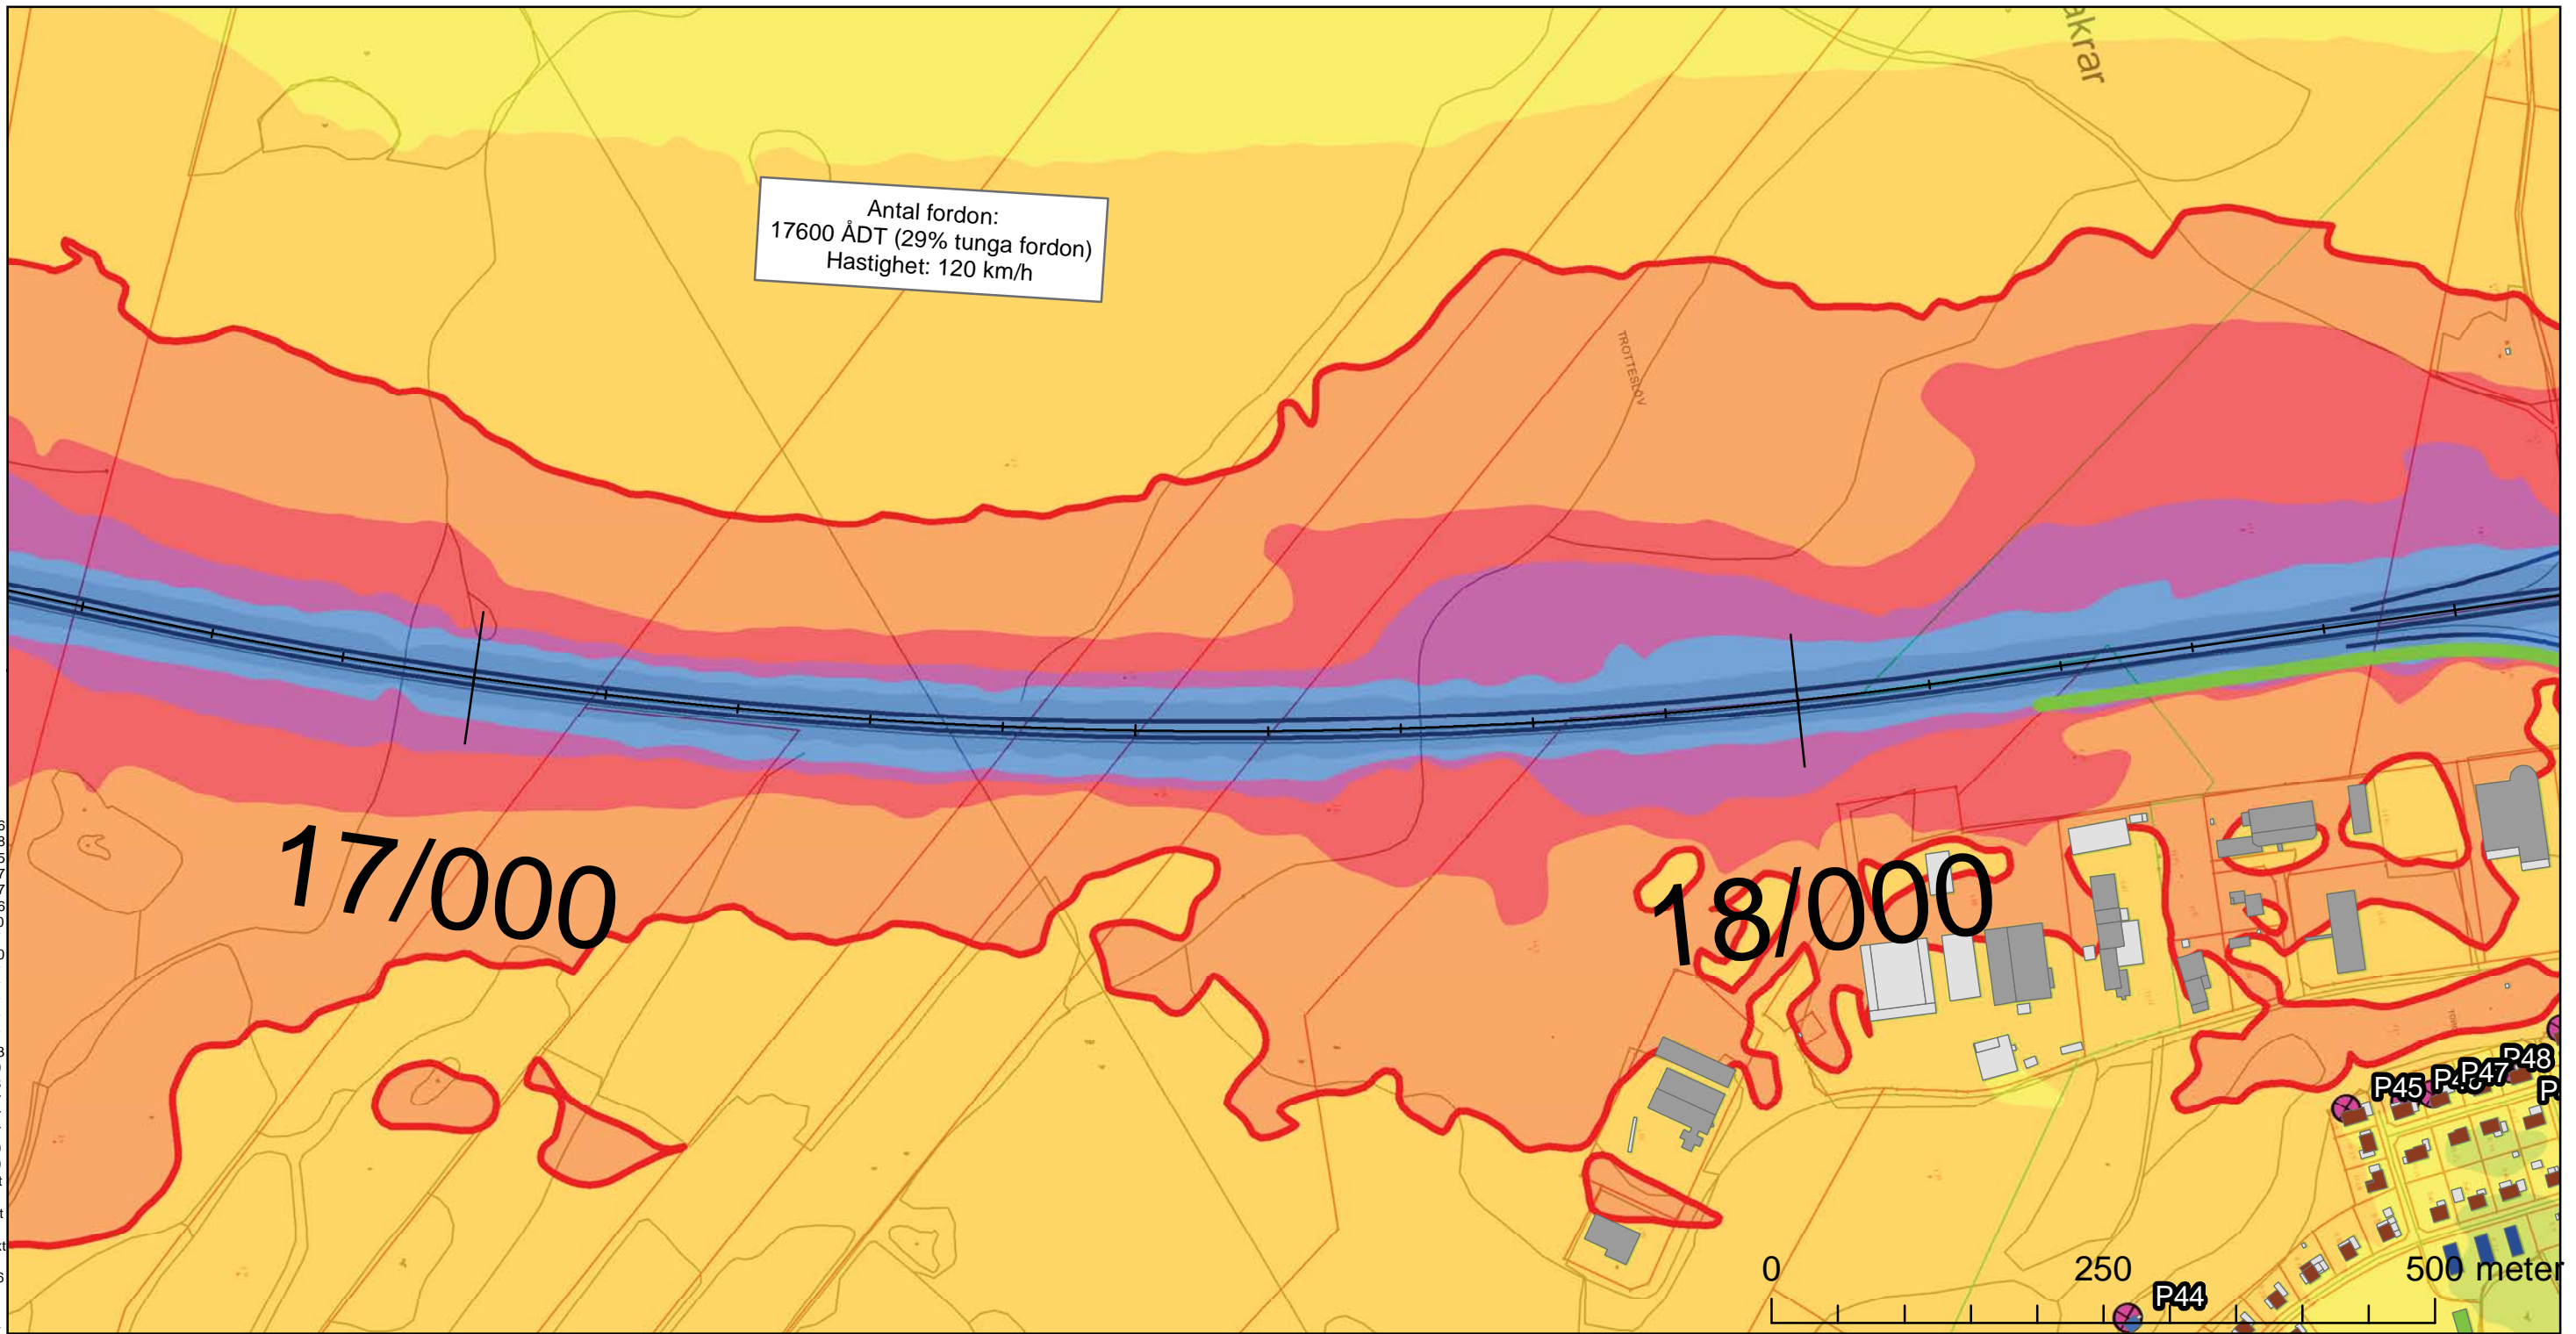 akrar
Antal fordon:
17600 ÅDT (29% tunga fordon)
Hastighet: 120 km/h
TROTTESLÖV
17/000
18/000
P45
P47
P48
0
250
500 meter
P44